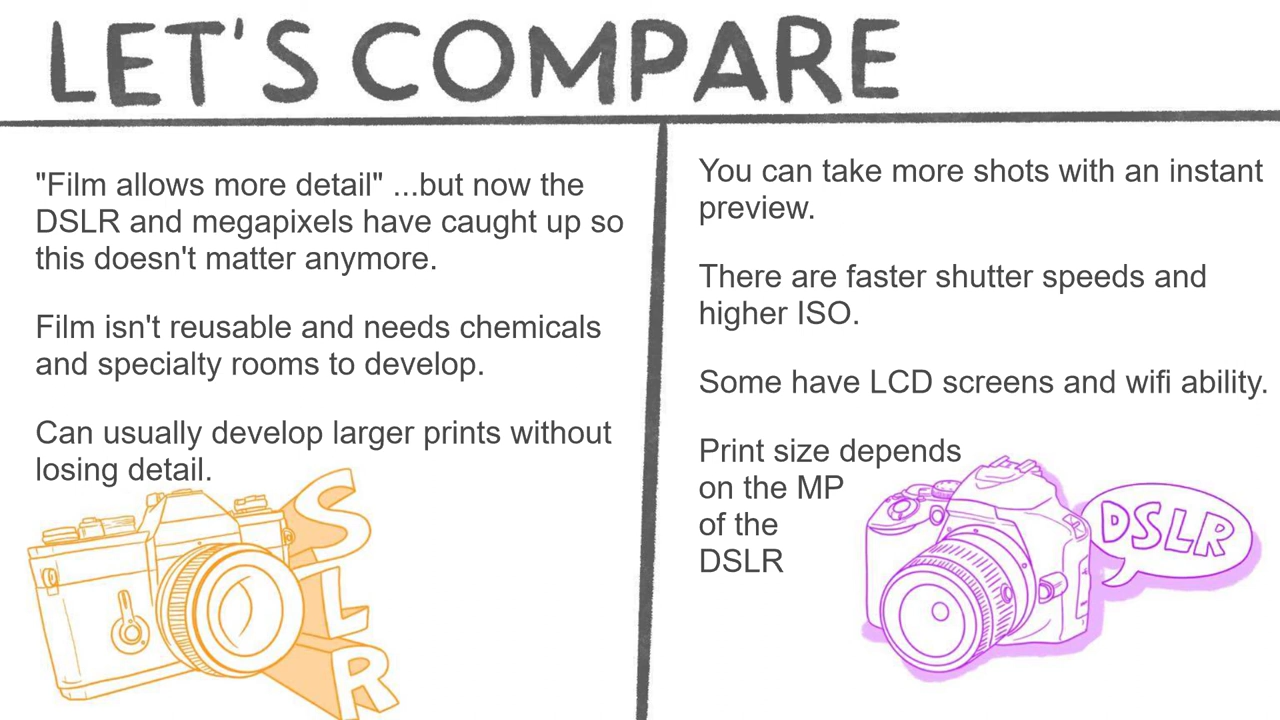 LET'S COMPARE
"Film allows more detail" ...but now the
DSLR and megapixels have caught up so
this doesn't matter anymore.
Film isn't reusable and needs chemicals
and specialty rooms to develop.
Can usually develop larger prints without
losing detail.
SLR
You can take more shots with an instant
preview.
There are faster shutter speeds and
higher ISO.
Some have LCD screens and wifi ability.
Print size depends
on the MP
of the
DSLR
DSLR